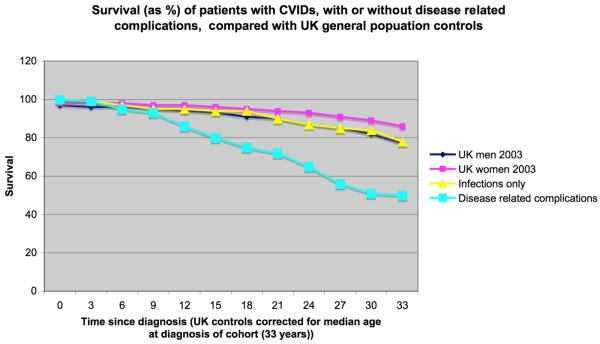 Survival (as %) of patients with CVIDs, with or without disease related
complications, compared with UK general popuation controls
120
100
80
60
40
20
0
Survival
0 3 6 9 12 15 18 21 24 27 30 33
Time since diagnosis (UK controls corrected for median age
at diagnosis of cohort (33 years))
UK men 2003
UK women 2003
Infections only
Disease related complications